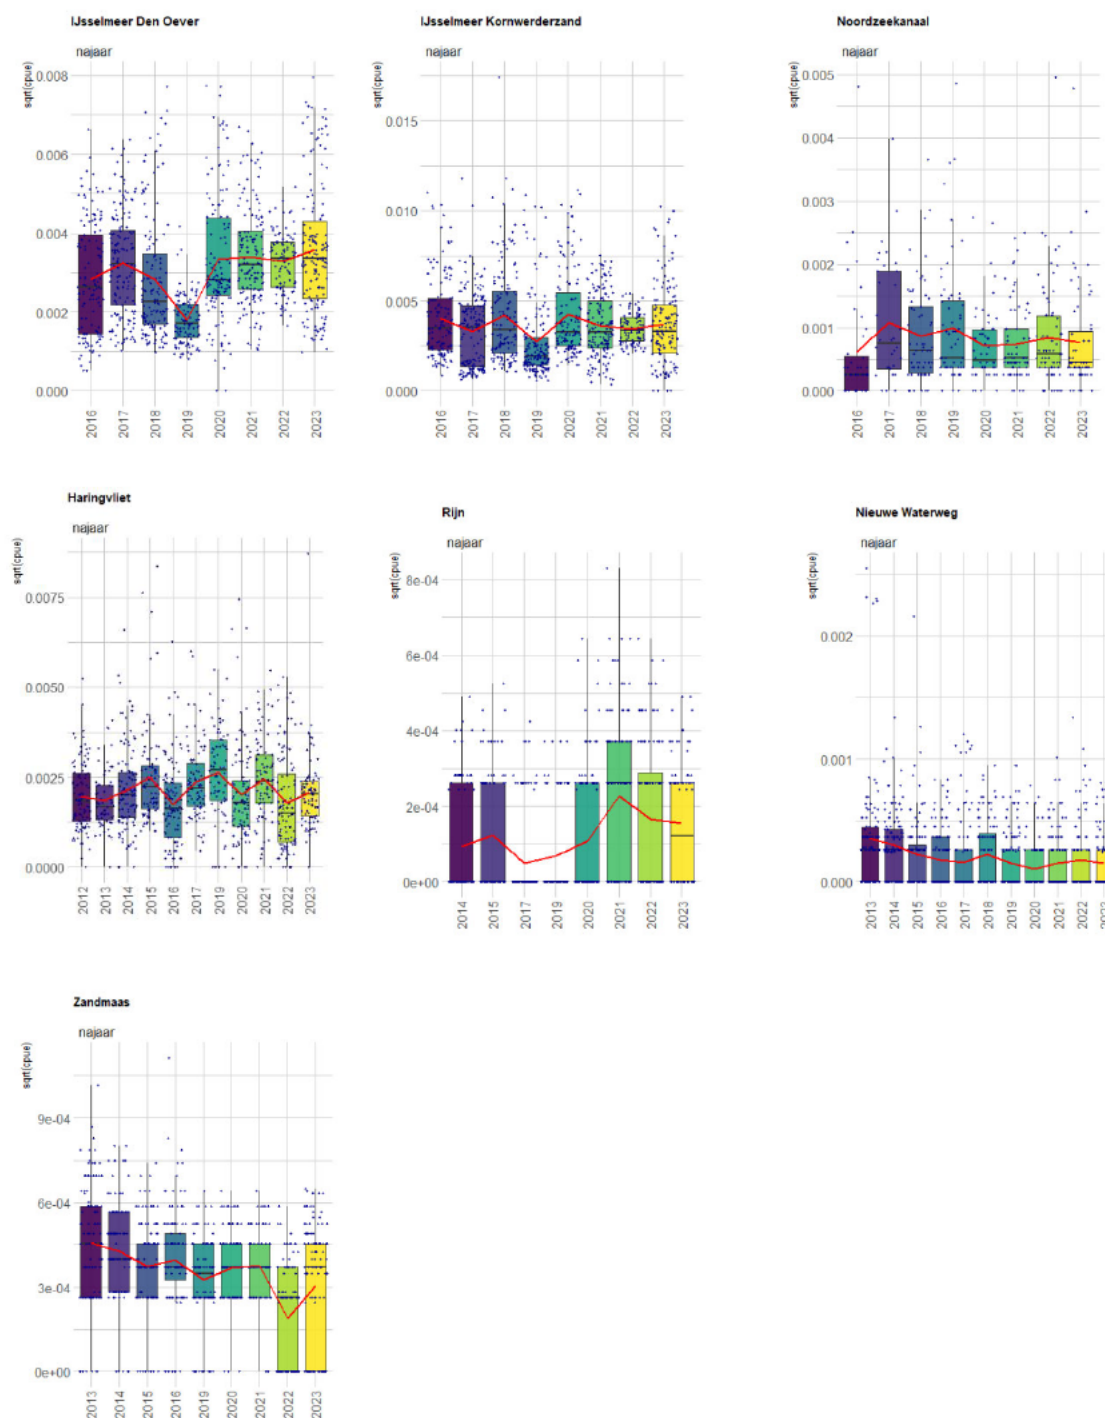 IJsselmeer Den Oever
najaar
sqrt(cpue)
0.008
0.006
0.004
0.002
0.000
2016
2017
2018
2019
2020
2021
2022
2023
IJsselmeer Kornwerderzand
najaar
sqrt(cpue)
0.015
0.010
0.005
0.000
2016
2017
2018
2019
2020
2021
2022
2023
Noordzeekanaal
najaar
sqrt(cpue)
0.005
0.004
0.003
0.002
0.001
0.000
2016
2017
2018
2019
2020
2021
2022
2023
Haringvliet
najaar
sqrt(cpue)
0.0075
0.0050
0.0025
0.0000
2012
2013
2014
2015
2016
2017
2019
2020
2021
2022
2023
Rijn
najaar
sqrt(cpue)
8e-04
6e-04
4e-04
2e-04
0e+00
2014
2015
2017
2019
2020
2021
2022
2023
Nieuwe Waterweg
najaar
sqrt(cpue)
0.002
0.001
0.000
2013
2014
2015
2016
2017
2018
2019
2020
2021
2022
2023
Zandmaas
najaar
sqrt(cpue)
9e-04
6e-04
3e-04
0e+00
2013
2014
2015
2016
2019
2020
2021
2022
2023